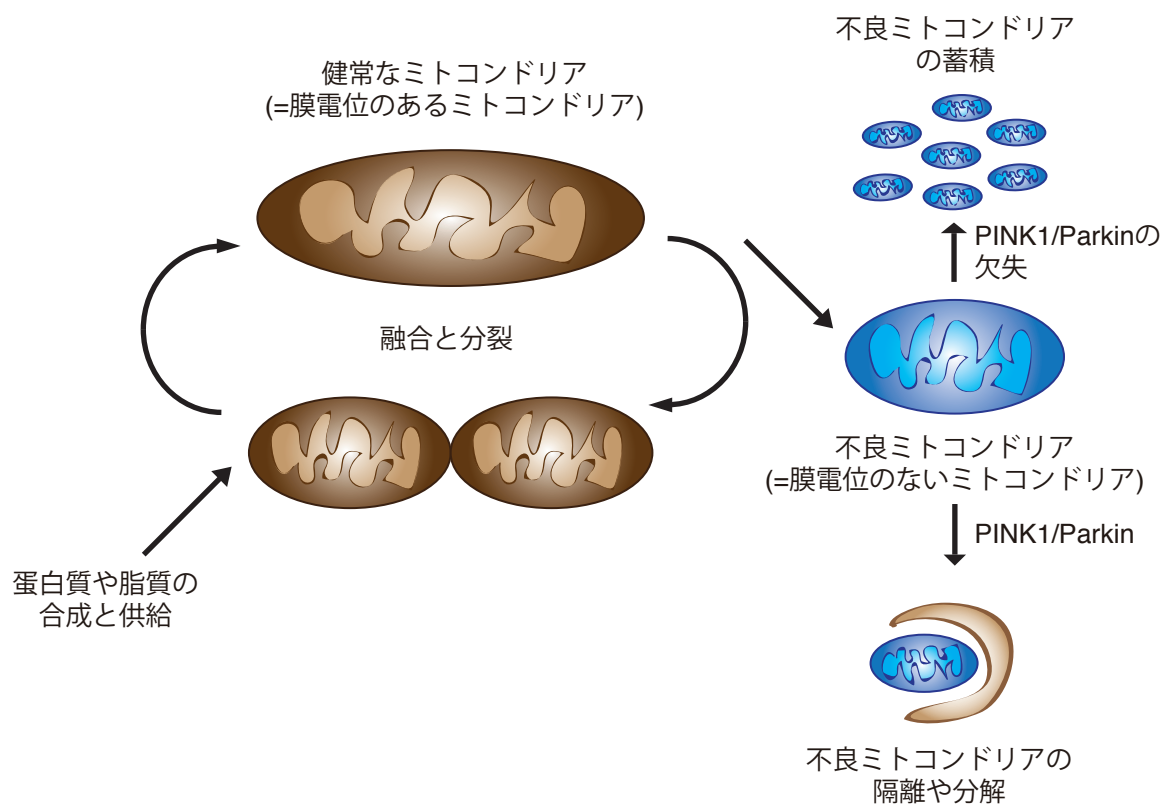 不良ミトコンドリア
の蓄積
健常なミトコンドリア
(=膜電位のあるミトコンドリア)
PINK1/Parkinの
欠失
融合と分裂
不良ミトコンドリア
(=膜電位のないミトコンドリア)
PINK1/Parkin
蛋白質や脂質の
合成と供給
不良ミトコンドリアの
隔離や分解